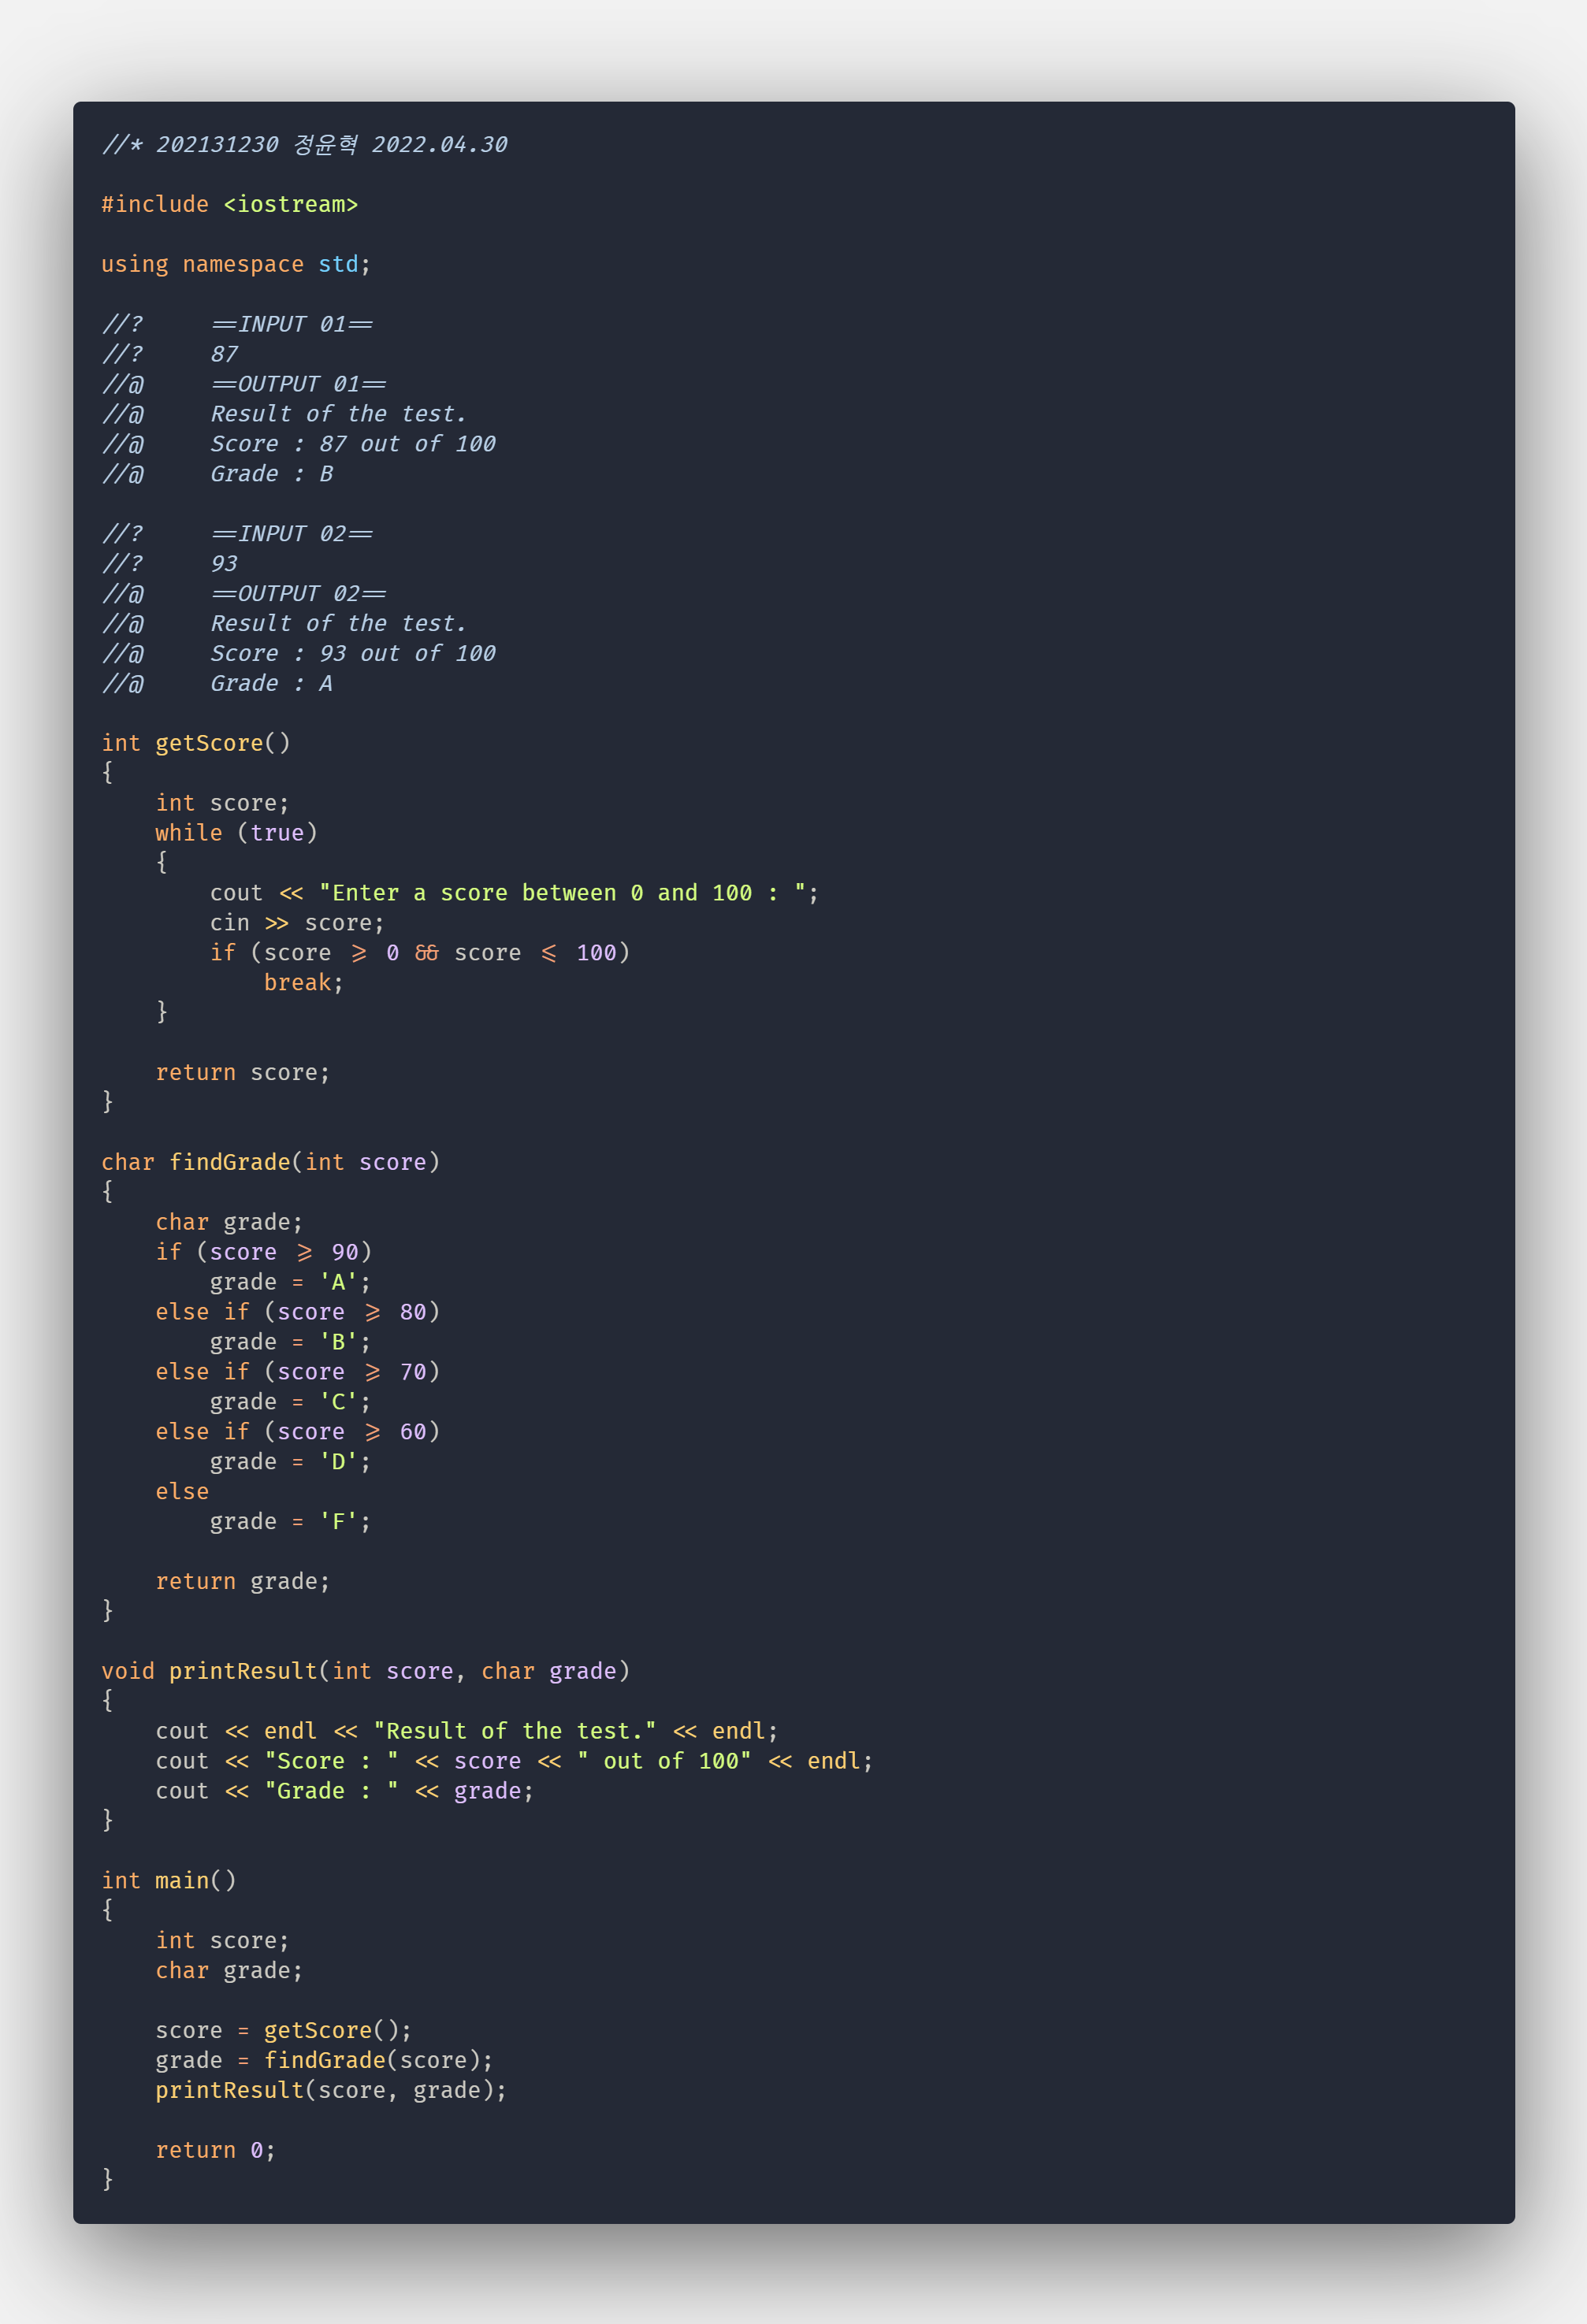 //* 202131230 정윤혁 2022.04.30

#include <iostream>

using namespace std;

//?     ==INPUT 01==
//?     87
//@     ==OUTPUT 01==
//@     Result of the test.
//@     Score : 87 out of 100
//@     Grade : B

//?     ==INPUT 02==
//?     93
//@     ==OUTPUT 02==
//@     Result of the test.
//@     Score : 93 out of 100
//@     Grade : A

int getScore()
{
    int score;
    while (true)
    {
        cout << "Enter a score between 0 and 100 : ";
        cin >> score;
        if (score >= 0 && score <= 100)
            break;
    }

    return score;
}

char findGrade(int score)
{
    char grade;
    if (score >= 90)
        grade = 'A';
    else if (score >= 80)
        grade = 'B';
    else if (score >= 70)
        grade = 'C';
    else if (score >= 60)
        grade = 'D';
    else
        grade = 'F';

    return grade;
}

void printResult(int score, char grade)
{
    cout << endl << "Result of the test." << endl;
    cout << "Score : " << score << " out of 100" << endl;
    cout << "Grade : " << grade;
}

int main()
{
    int score;
    char grade;

    score = getScore();
    grade = findGrade(score);
    printResult(score, grade);

    return 0;
}